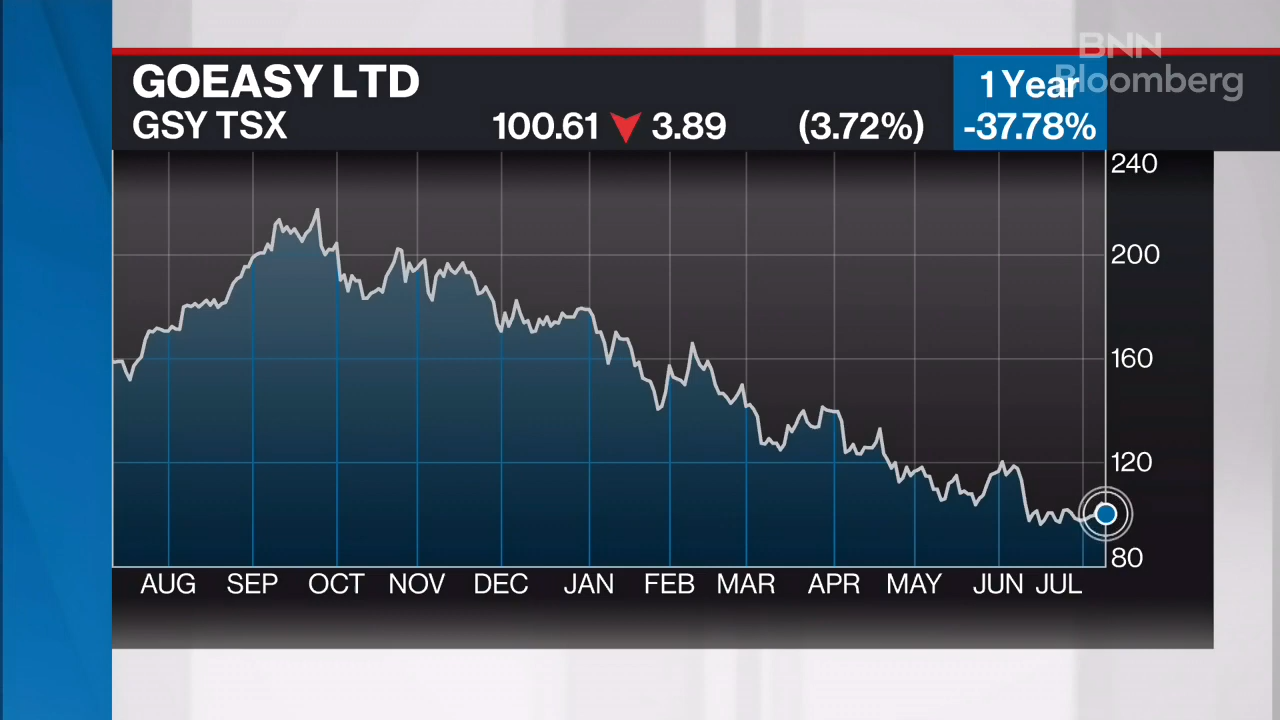 BNN
Bloomberg
GOEASY LTD
GSY TSX 100.61 ▼ 3.89 (3.72%)
1 Year
-37.78%
240
200
160
120
80
AUG SEP OCT NOV DEC JAN FEB MAR APR MAY JUN JUL